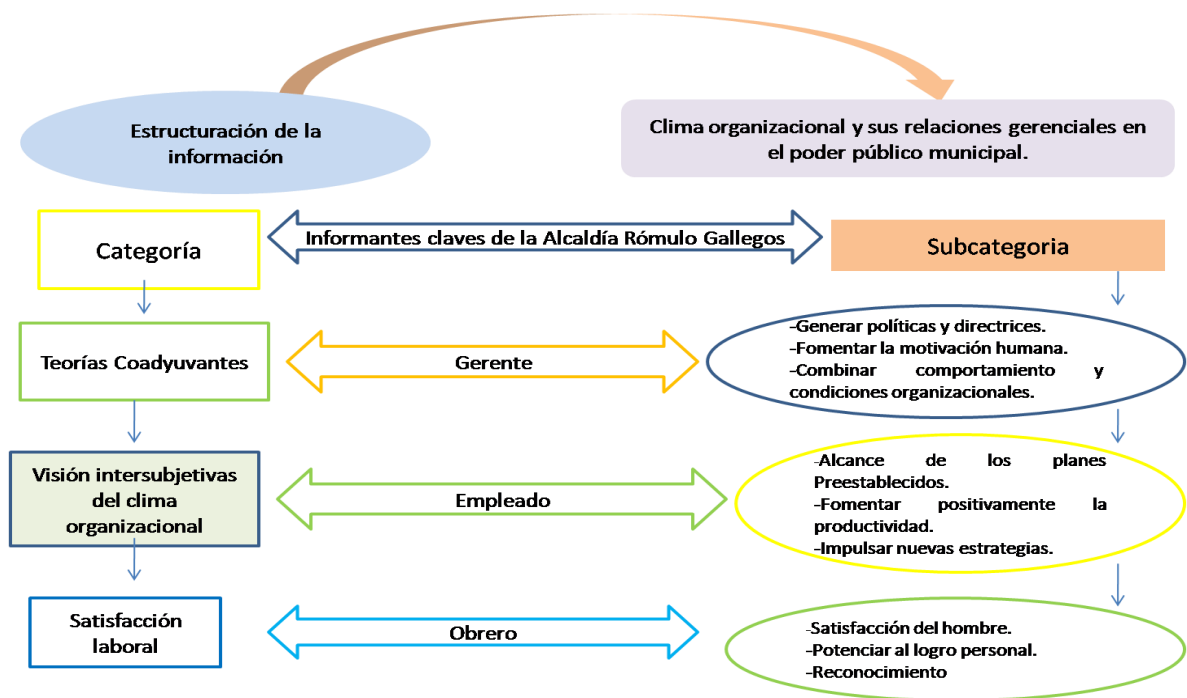 Estructuración de la
información
Clima organizacional y sus relaciones gerenciales en
el poder público municipal.
Categoría
Informantes claves de la Alcaldía Rómulo Gallegos
Subcategoria
Teorías Coadyuvantes
Gerente
-Generar políticas y directrices.
-Fomentar la motivación humana.
-Combinar comportamiento y
condiciones organizacionales.
Visión intersubjetivas
del clima
organizacional
Empleado
-Alcance de los planes
Preestablecidos.
-Fomentar positivamente la
productividad.
-Impulsar nuevas estrategias.
Satisfacción
laboral
Obrero
-Satisfacción del hombre.
-Potenciar al logro personal.
-Reconocimiento